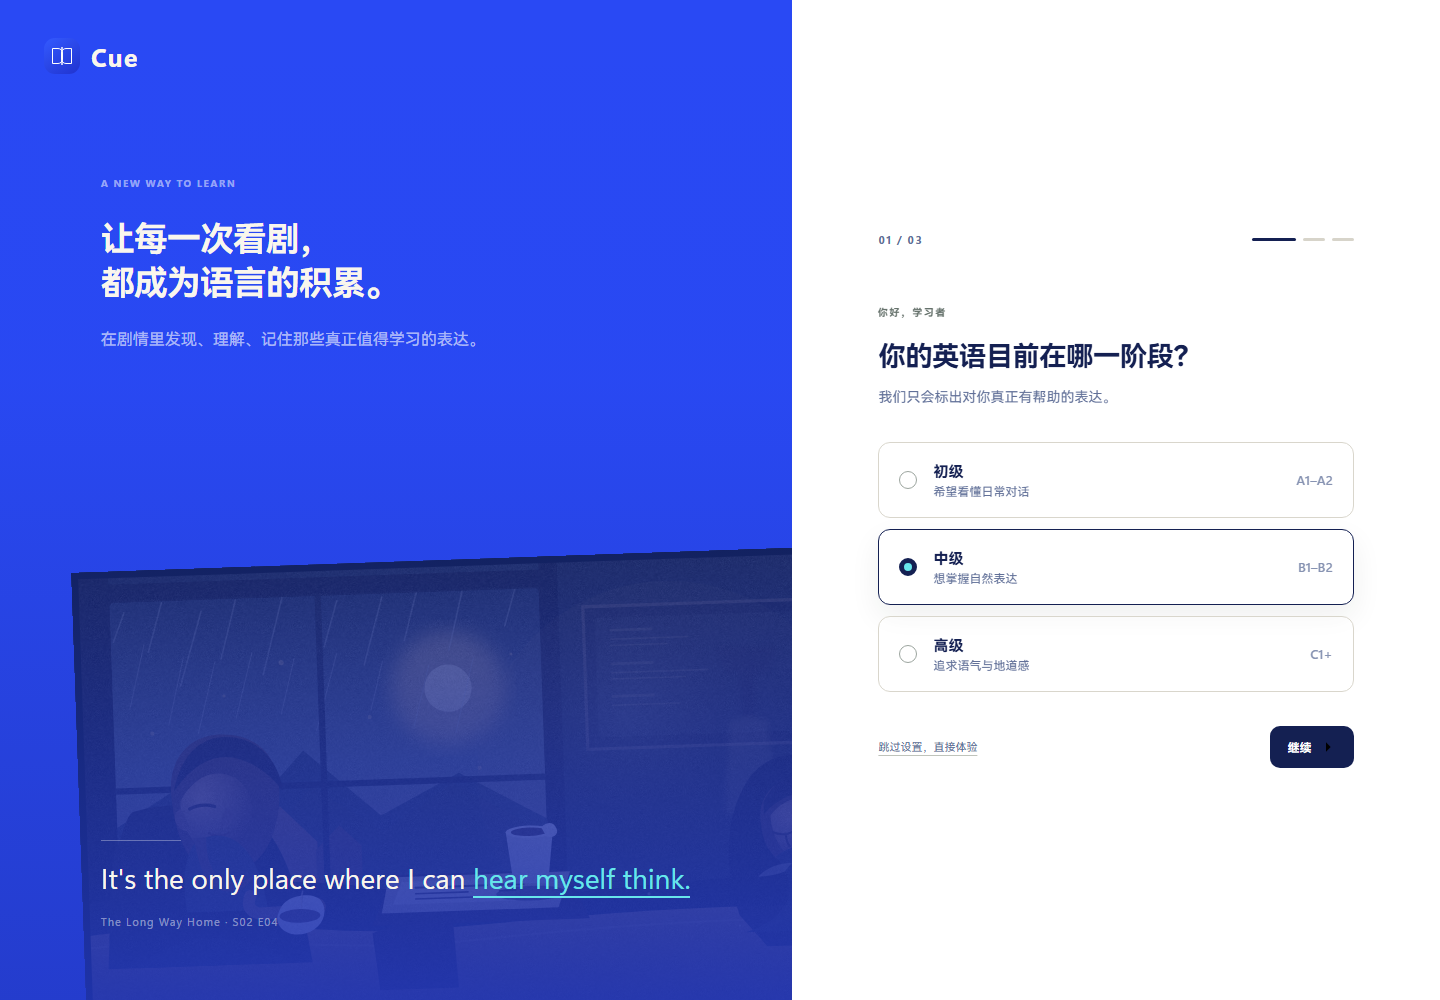 Cue
A NEW WAY TO LEARN
让每一次看剧，
都成为语言的积累。
在剧情里发现、理解、记住那些真正值得学习的表达。
It's the only place where I can hear myself think.
The Long Way Home · S02 E04
01 / 03
你好，学习者
你的英语目前在哪一阶段？
我们只会标出对你真正有帮助的表达。
初级
希望看懂日常对话
A1–A2
中级
想掌握自然表达
B1–B2
高级
追求语气与地道感
C1+
跳过设置，直接体验
继续